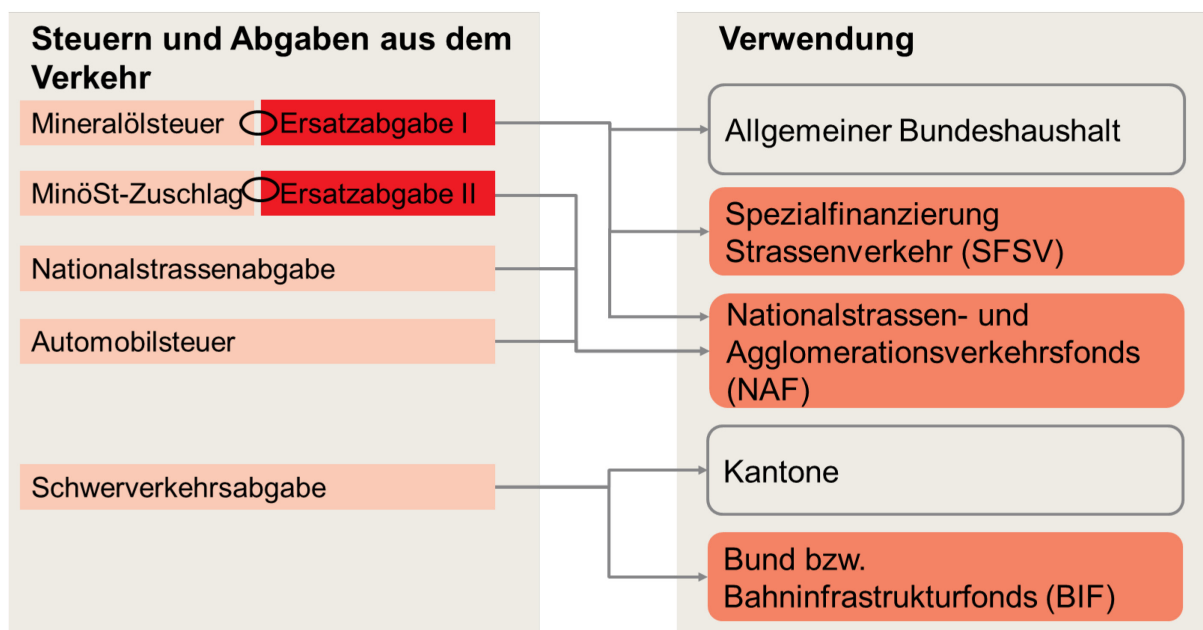 Steuern und Abgaben aus dem
Verkehr
Mineralölsteuer
Ersatzabgabe I
MinöSt-Zuschlag
Ersatzabgabe II
Nationalstrassenabgabe
Automobilsteuer
Schwerverkehrsabgabe
Verwendung
Allgemeiner Bundeshaushalt
Spezialfinanzierung
Strassenverkehr (SFSV)
Nationalstrassen- und
Agglomerationsverkehrsfonds
(NAF)
Kantone
Bund bzw.
Bahninfrastrukturfonds (BIF)